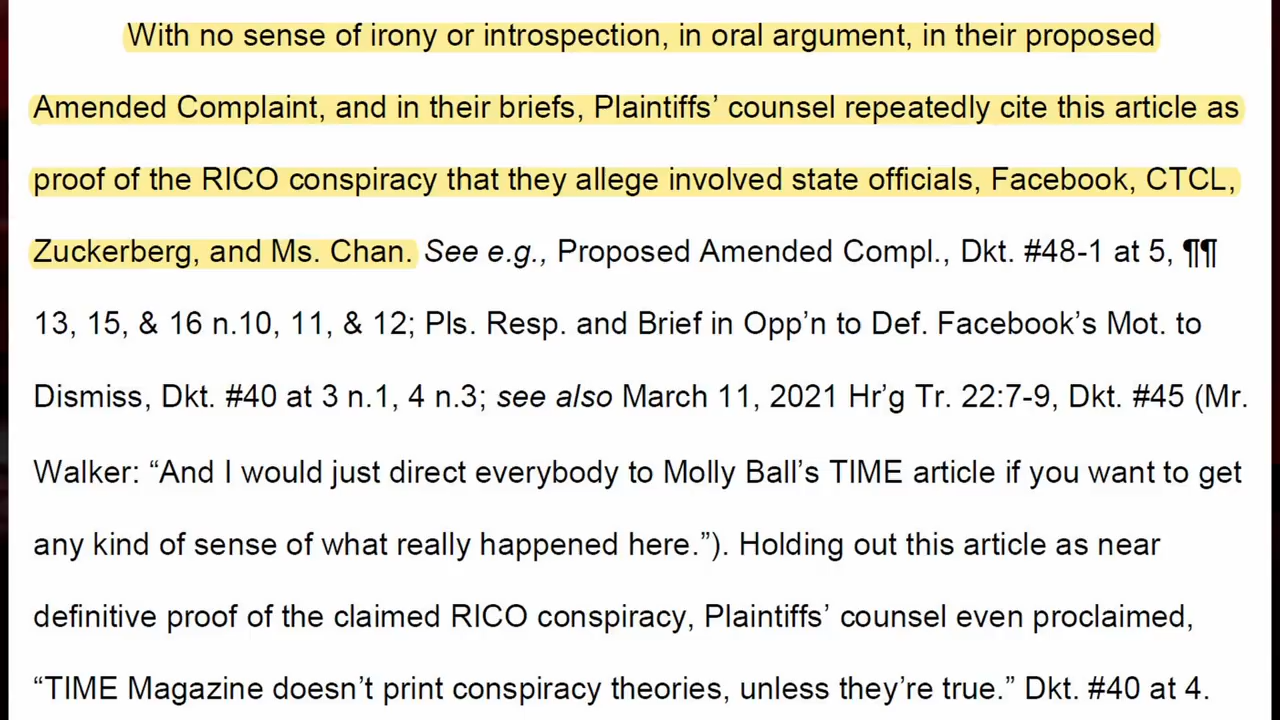 With no sense of irony or introspection, in oral argument, in their proposed
Amended Complaint, and in their briefs, Plaintiffs’ counsel repeatedly cite this article as
proof of the RICO conspiracy that they allege involved state officials, Facebook, CTCL,
Zuckerberg, and Ms. Chan. See e.g., Proposed Amended Compl., Dkt. #48-1 at 5, ¶¶
13, 15, & 16 n.10, 11, & 12; Pls. Resp. and Brief in Opp’n to Def. Facebook’s Mot. to
Dismiss, Dkt. #40 at 3 n.1, 4 n.3; see also March 11, 2021 Hr’g Tr. 22:7-9, Dkt. #45 (Mr.
Walker: “And I would just direct everybody to Molly Ball’s TIME article if you want to get
any kind of sense of what really happened here.”). Holding out this article as near
definitive proof of the claimed RICO conspiracy, Plaintiffs’ counsel even proclaimed,
“TIME Magazine doesn’t print conspiracy theories, unless they’re true.” Dkt. #40 at 4.